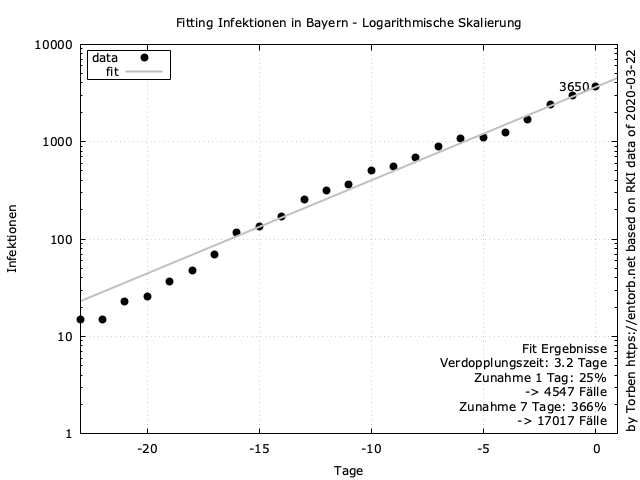 Fitting Infektionen in Bayern - Logarithmische Skalierung
10000
1000
100
10
1
Infektionen
data
fit
3650
Fit Ergebnisse
Verdopplungszeit: 3.2 Tage
Zunahme 1 Tag: 25%
-> 4547 Fälle
Zunahme 7 Tage: 366%
-> 17017 Fälle
-20 -15 -10 -5 0
Tage
by Torben https://entorb.net based on RKI data of 2020-03-22